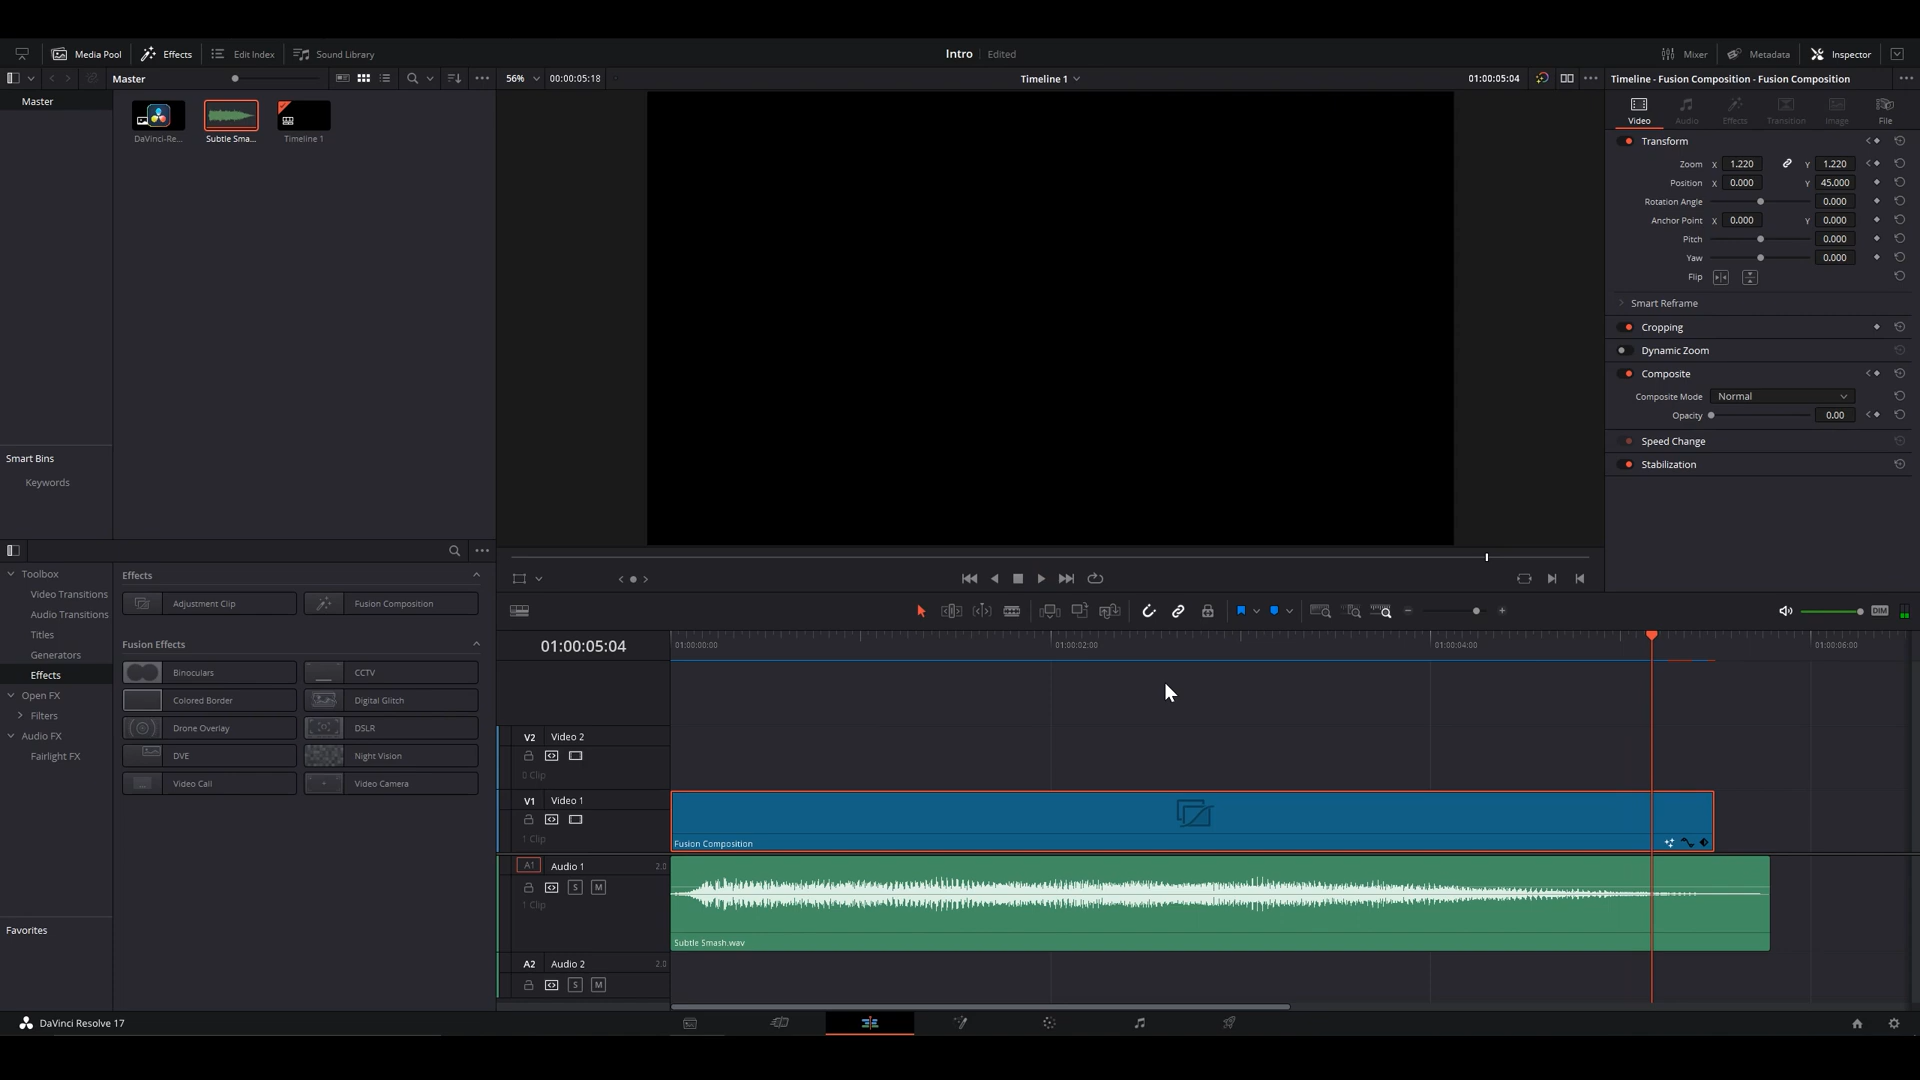 Media Pool Effects Edit Index Sound Library Intro Edited Mixer Metadata Inspector
Master 56% 00:00:05:18 Timeline 1 01:00:05:04 Timeline - Fusion Composition - Fusion Composition
Master
DaVinci-Re... Subtle Sma... Timeline 1
Video Audio Effects Transition Image File
Transform
Zoom X 1.220 Y 1.220
Position X 0.000 Y 45.000
Rotation Angle 0.000
Anchor Point X 0.000 Y 0.000
Pitch 0.000
Yaw 0.000
Flip
Smart Reframe
Cropping
Dynamic Zoom
Composite
Composite Mode Normal
Opacity 0.00
Speed Change
Stabilization
Smart Bins
Keywords
Toolbox
Video Transitions
Audio Transitions
Titles
Generators
Effects
Open FX
Filters
Audio FX
Fairlight FX
Favorites
Effects
Adjustment Clip Fusion Composition
Fusion Effects
Binoculars CCTV
Colored Border Digital Glitch
Drone Overlay DSLR
DVE Night Vision
Video Call Video Camera
DIM
01:00:05:04 01:00:00:00 01:00:02:00 01:00:04:00 01:00:06:00
V2 Video 2
0 Clip
V1 Video 1
1 Clip
Fusion Composition
A1 Audio 1 2.0
S M
1 Clip
Subtle Smash.wav
A2 Audio 2 2.0
S M
DaVinci Resolve 17